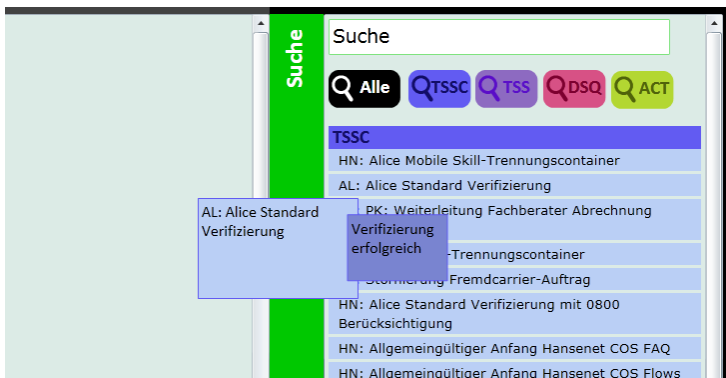 Suche
Suche
Alle
TSSC
TSS
DSQ
ACT
TSSC
HN: Alice Mobile Skill-Trennungscontainer
AL: Alice Standard Verifizierung
PK: Weiterleitung Fachberater Abrechnung
-Trennungscontainer
Stornierung Fremdcarrier-Auftrag
HN: Alice Standard Verifizierung mit 0800
Berücksichtigung
HN: Allgemeingültiger Anfang Hansenet COS FAQ
HN: Allgemeingültiger Anfang Hansenet COS Flows
AL: Alice Standard
Verifizierung
Verifizierung
erfolgreich